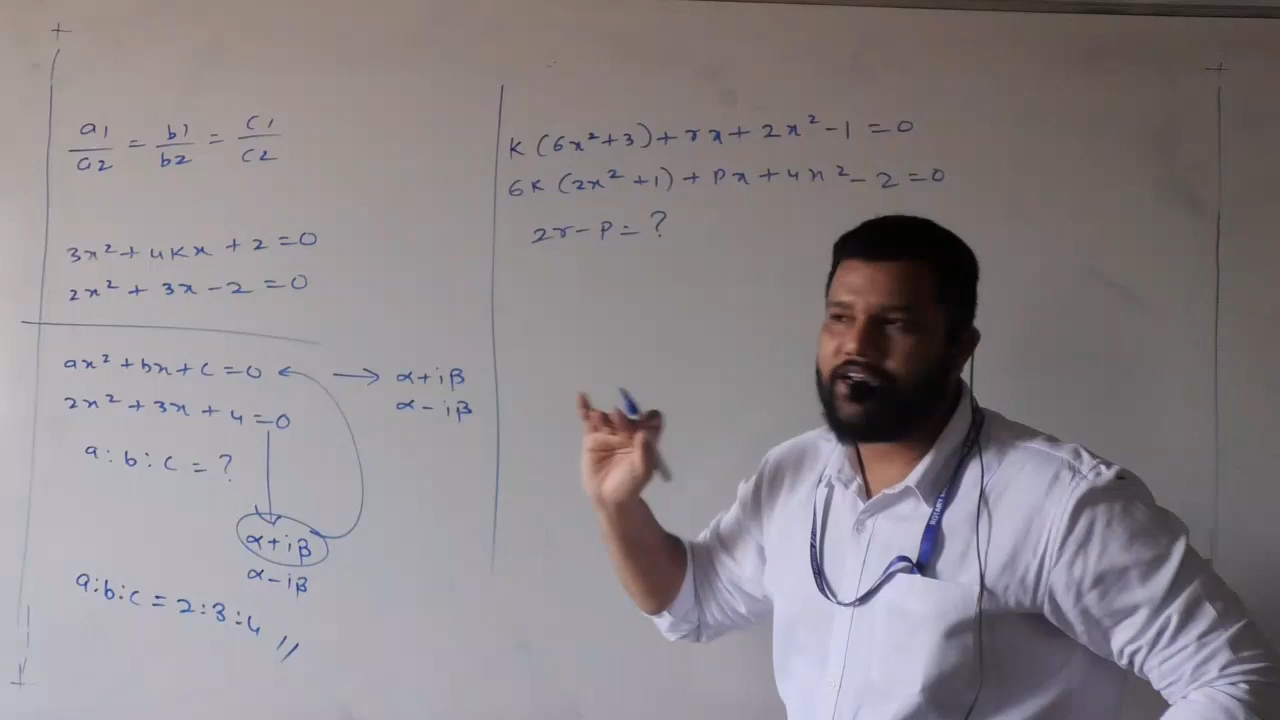 a1/a2 = b1/b2 = c1/c2
3x² + 4Kx + 2 = 0
2x² + 3x - 2 = 0
ax² + bx + c = 0 → α+iβ
α-iβ
2x² + 3x + 4 = 0
a : b : c = ?
α+iβ
α-iβ
a:b:c = 2:3:4 //
K(6x²+3) + rx + 2x² - 1 = 0
6K(2x²+1) + Px + 4x² - 2 = 0
2r - P = ?
ROTARY